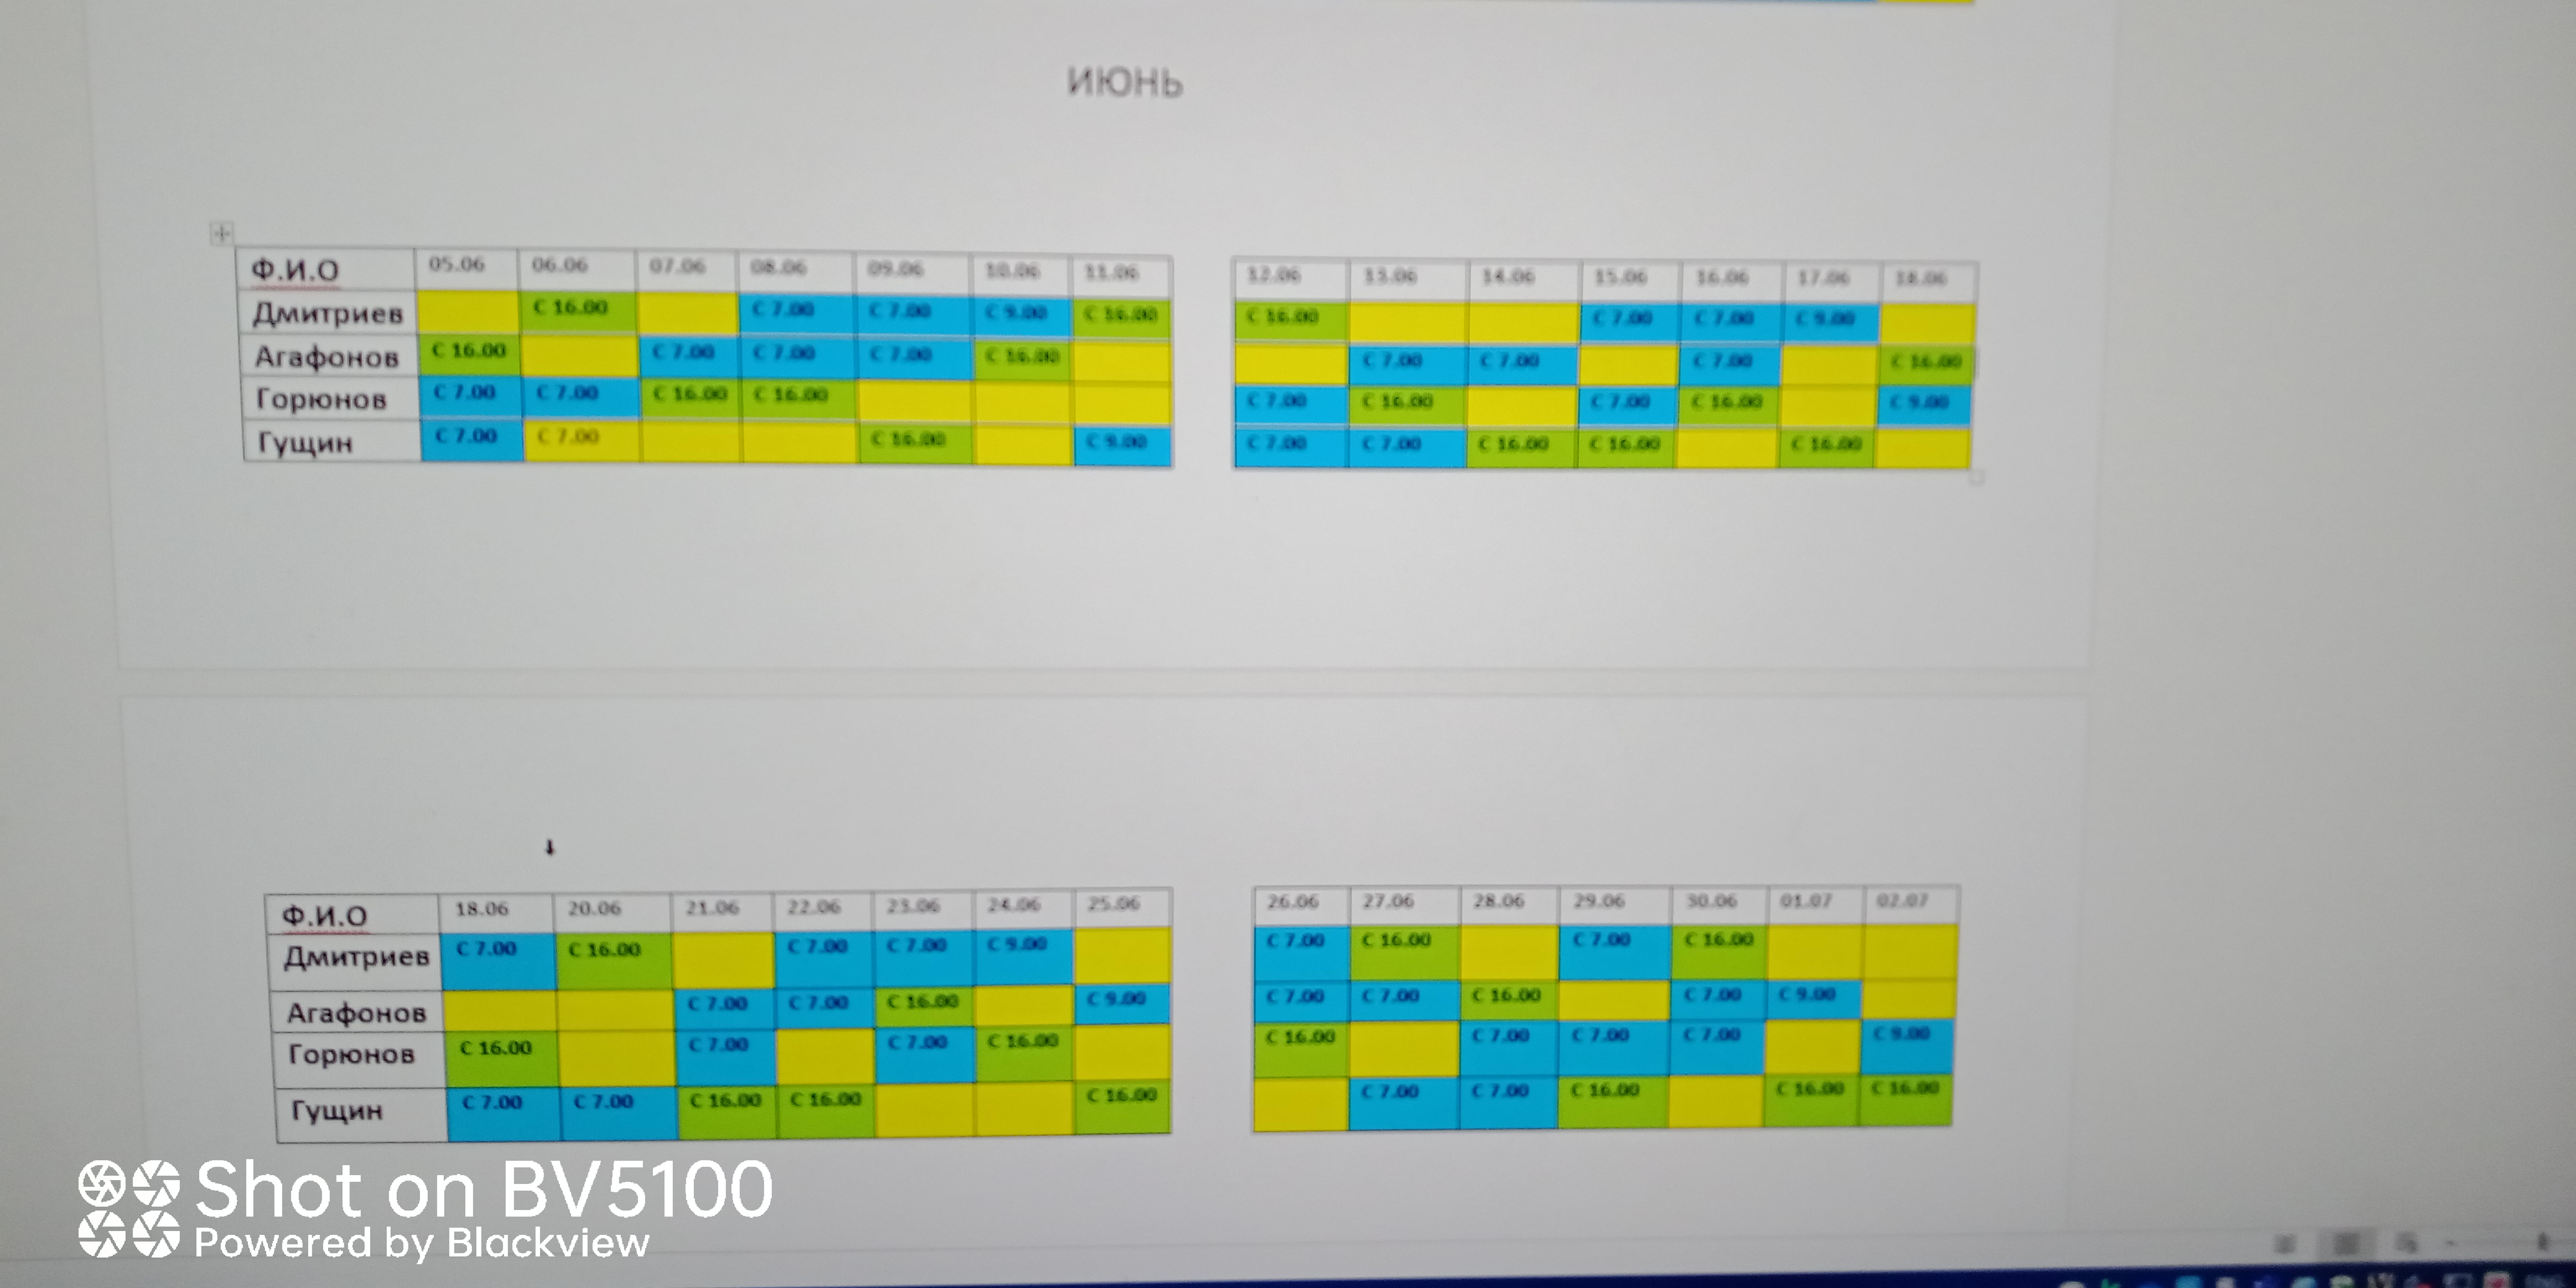 ИЮНЬ
Ф.И.О 05.06 06.06 07.06 08.06 09.06 10.06 11.06 12.06 13.06 14.06 15.06 16.06 17.06 18.06
Дмитриев С 16.00 С 7.00 С 7.00 С 9.00 С 16.00 С 16.00 С 7.00 С 7.00 С 9.00
Агафонов С 16.00 С 7.00 С 7.00 С 7.00 С 16.00 С 7.00 С 7.00 С 7.00 С 16.00
Горюнов С 7.00 С 7.00 С 16.00 С 16.00 С 7.00 С 16.00 С 7.00 С 16.00 С 9.00
Гущин С 7.00 С 7.00 С 16.00 С 9.00 С 7.00 С 7.00 С 16.00 С 16.00 С 16.00
Ф.И.О 18.06 20.06 21.06 22.06 23.06 24.06 25.06 26.06 27.06 28.06 29.06 30.06 01.07 02.07
Дмитриев С 7.00 С 16.00 С 7.00 С 7.00 С 9.00 С 7.00 С 16.00 С 7.00 С 16.00
Агафонов С 7.00 С 7.00 С 16.00 С 9.00 С 7.00 С 7.00 С 16.00 С 7.00 С 9.00
Горюнов С 16.00 С 7.00 С 7.00 С 16.00 С 16.00 С 7.00 С 7.00 С 7.00 С 9.00
Гущин С 7.00 С 7.00 С 16.00 С 16.00 С 16.00 С 7.00 С 7.00 С 16.00 С 16.00 С 16.00
Shot on BV5100
Powered by Blackview